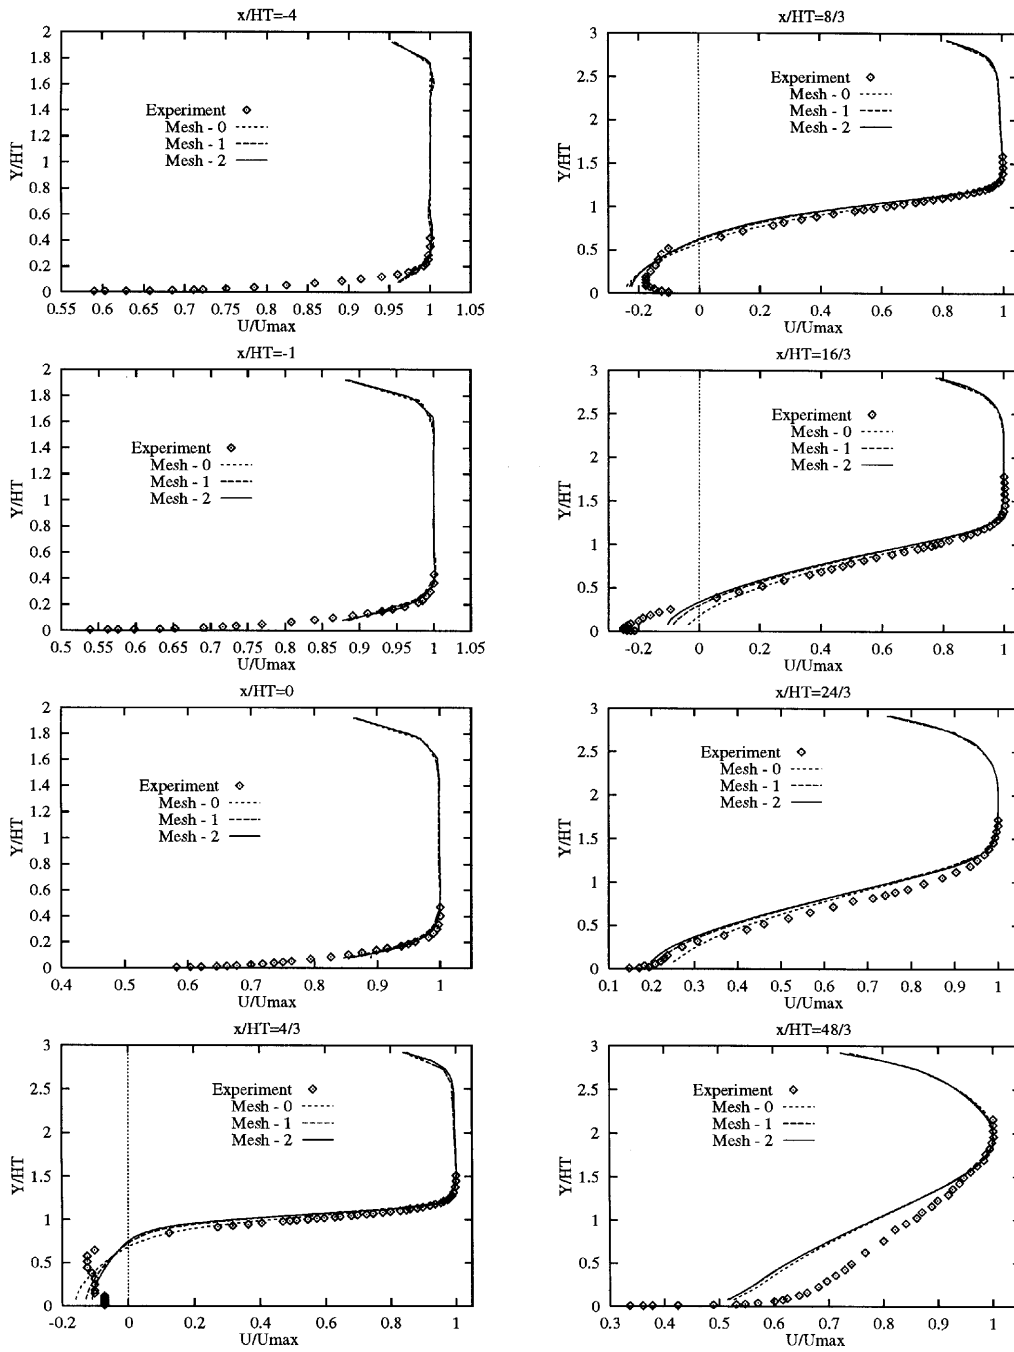 x/HT=-4
2
1.8
1.6
1.4
1.2
1
0.8
0.6
0.4
0.2
0
Y/HT
Experiment
Mesh - 0
Mesh - 1
Mesh - 2
0.55 0.6 0.65 0.7 0.75 0.8 0.85 0.9 0.95 1 1.05
U/Umax
x/HT=-1
2
1.8
1.6
1.4
1.2
1
0.8
0.6
0.4
0.2
0
Y/HT
Experiment
Mesh - 0
Mesh - 1
Mesh - 2
0.5 0.55 0.6 0.65 0.7 0.75 0.8 0.85 0.9 0.95 1 1.05
U/Umax
x/HT=0
2
1.8
1.6
1.4
1.2
1
0.8
0.6
0.4
0.2
0
Y/HT
Experiment
Mesh - 0
Mesh - 1
Mesh - 2
0.4 0.5 0.6 0.7 0.8 0.9 1
U/Umax
x/HT=4/3
3
2.5
2
1.5
1
0.5
0
Y/HT
Experiment
Mesh - 0
Mesh - 1
Mesh - 2
-0.2 0 0.2 0.4 0.6 0.8 1
U/Umax
x/HT=8/3
3
2.5
2
1.5
1
0.5
0
Y/HT
Experiment
Mesh - 0
Mesh - 1
Mesh - 2
-0.2 0 0.2 0.4 0.6 0.8 1
U/Umax
x/HT=16/3
3
2.5
2
1.5
1
0.5
0
Y/HT
Experiment
Mesh - 0
Mesh - 1
Mesh - 2
-0.2 0 0.2 0.4 0.6 0.8 1
U/Umax
x/HT=24/3
3
2.5
2
1.5
1
0.5
0
Y/HT
Experiment
Mesh - 0
Mesh - 1
Mesh - 2
0.1 0.2 0.3 0.4 0.5 0.6 0.7 0.8 0.9 1
U/Umax
x/HT=48/3
3
2.5
2
1.5
1
0.5
0
Y/HT
Experiment
Mesh - 0
Mesh - 1
Mesh - 2
0.3 0.4 0.5 0.6 0.7 0.8 0.9 1
U/Umax